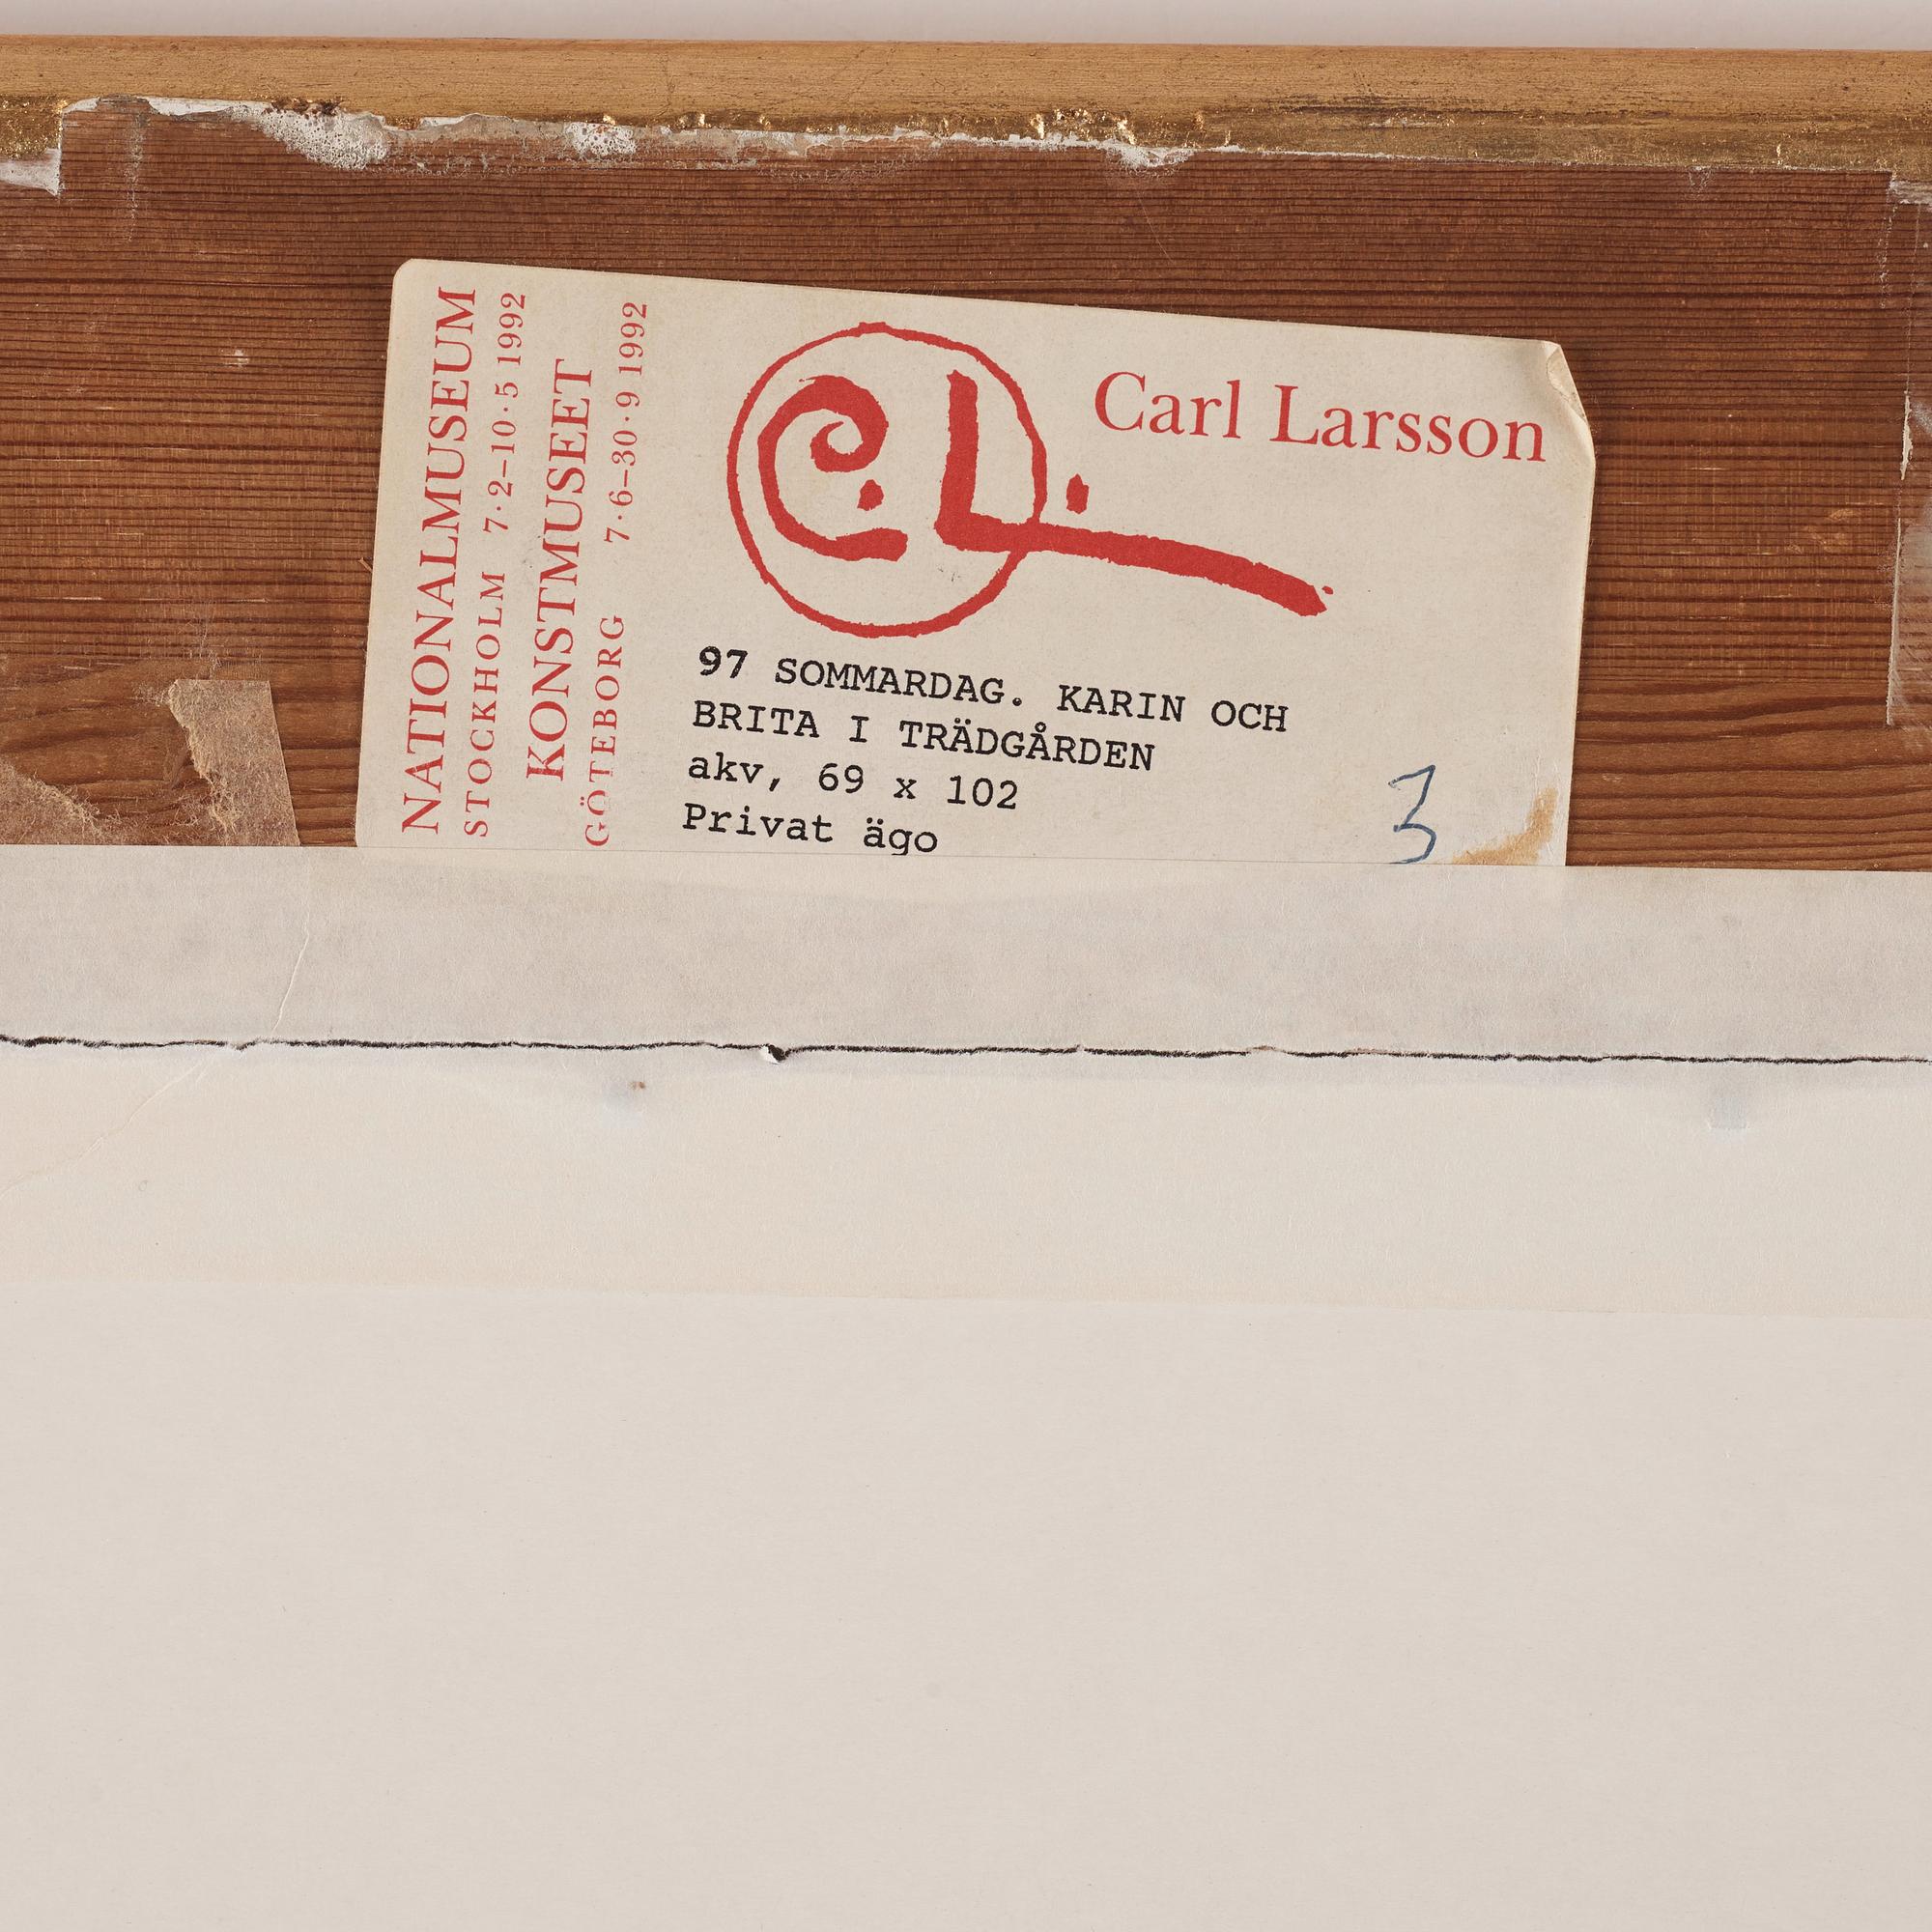 NATIONALMUSEUM
STOCKHOLM 7·2–10·5 1992
KONSTMUSEET
GÖTEBORG 7·6–30·9 1992
C.L.
Carl Larsson
97 SOMMARDAG. KARIN OCH
BRITA I TRÄDGÅRDEN
akv, 69 x 102
Privat ägo
3